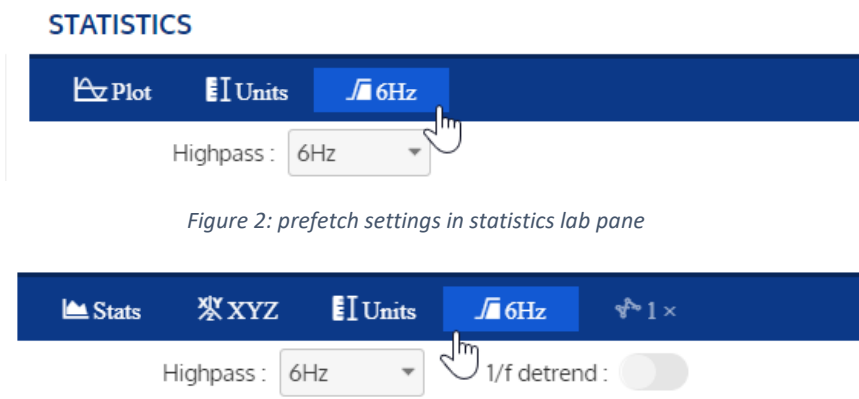 STATISTICS
Plot Units 6Hz
Highpass : 6Hz
Figure 2: prefetch settings in statistics lab pane
Stats XYZ Units 6Hz 1 ×
Highpass : 6Hz 1/f detrend :